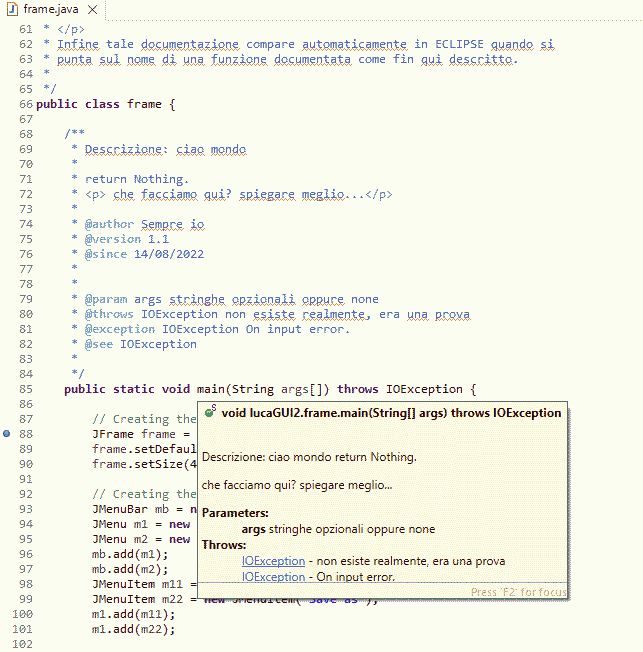 frame.java
61 * </p>
62 * Infine tale documentazione compare automaticamente in ECLIPSE quando si
63 * punta sul nome di una funzione documentata come fin qui descritto.
64 *
65 */
66 public class frame {
67
68 /**
69 * Descrizione: ciao mondo
70 *
71 * return Nothing.
72 * <p> che facciamo qui? spiegare meglio...</p>
73 *
74 * @author Sempre io
75 * @version 1.1
76 * @since 14/08/2022
77 *
78 *
79 * @param args stringhe opzionali oppure none
80 * @throws IOException non esiste realmente, era una prova
81 * @exception IOException On input error.
82 * @see IOException
83 *
84 */
85 public static void main(String args[]) throws IOException {
86
87 // Creating the
88 JFrame frame =
89 frame.setDefaul
90 frame.setSize(4
91
92 // Creating the
93 JMenuBar mb = n
94 JMenu m1 = new
95 JMenu m2 = new
96 mb.add(m1);
97 mb.add(m2);
98 JMenuItem m11 =
99 JMenuItem m22 = new JMenuItem("Save as");
100 m1.add(m11);
101 m1.add(m22);
102
void lucaGUI2.frame.main(String[] args) throws IOException
Descrizione: ciao mondo return Nothing.
che facciamo qui? spiegare meglio...
Parameters:
args stringhe opzionali oppure none
Throws:
IOException - non esiste realmente, era una prova
IOException - On input error.
Press 'F2' for focus